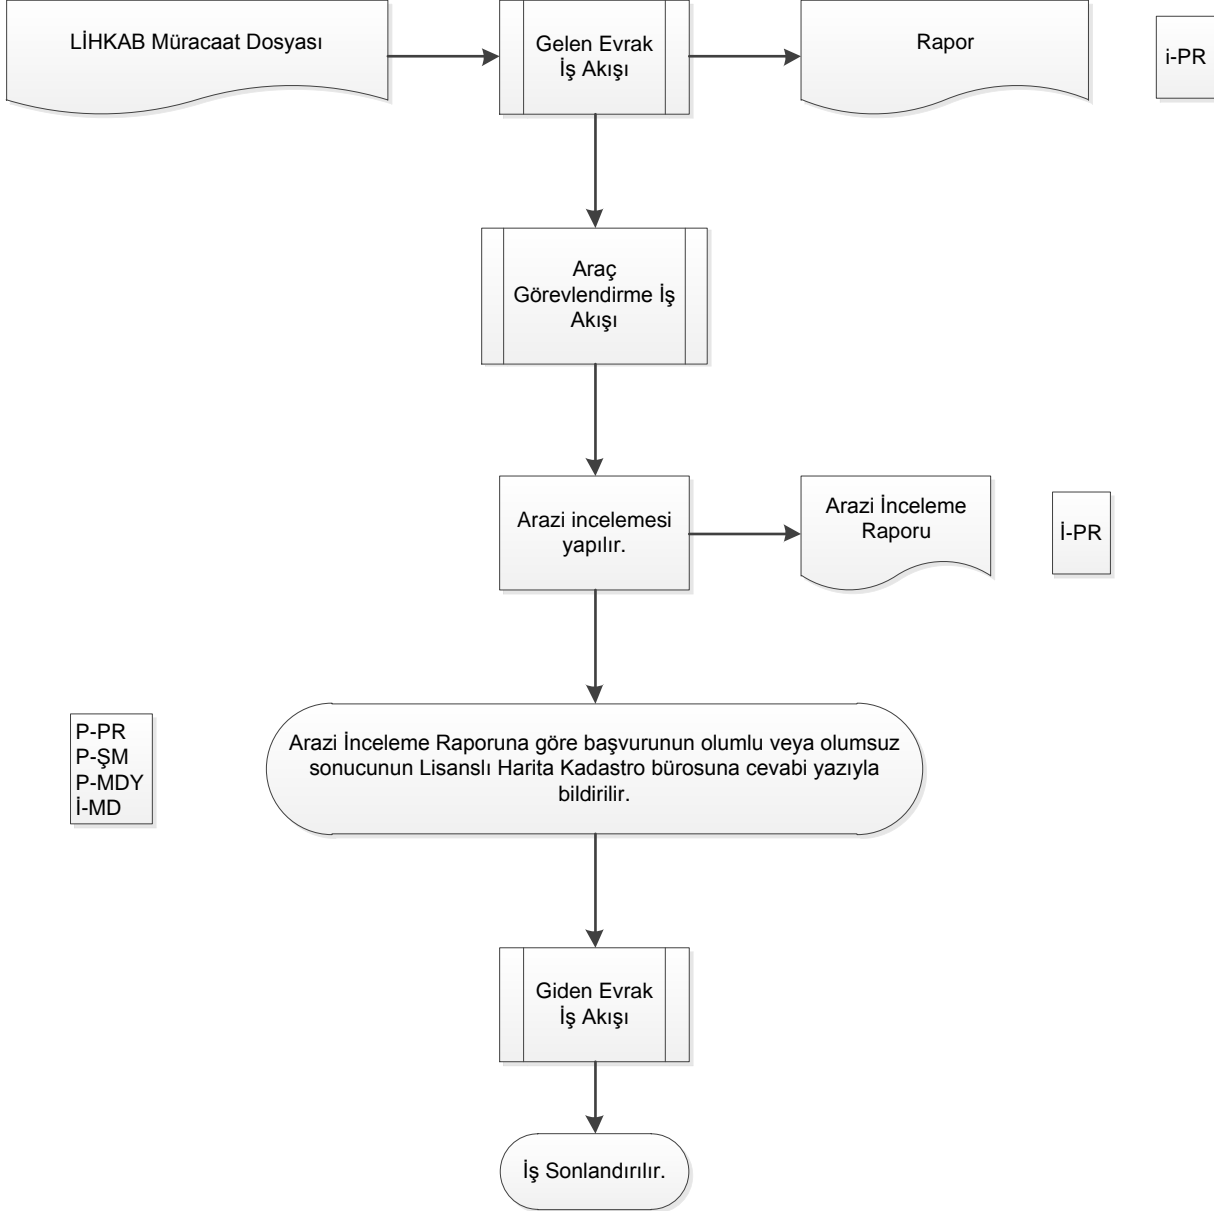 LİHKAB Müracaat Dosyası
Gelen Evrak
İş Akışı
Rapor
i-PR
Araç
Görevlendirme İş
Akışı
Arazi incelemesi
yapılır.
Arazi İnceleme
Raporu
İ-PR
P-PR
P-ŞM
P-MDY
İ-MD
Arazi İnceleme Raporuna göre başvurunun olumlu veya olumsuz
sonucunun Lisanslı Harita Kadastro bürosuna cevabi yazıyla
bildirilir.
Giden Evrak
İş Akışı
İş Sonlandırılır.